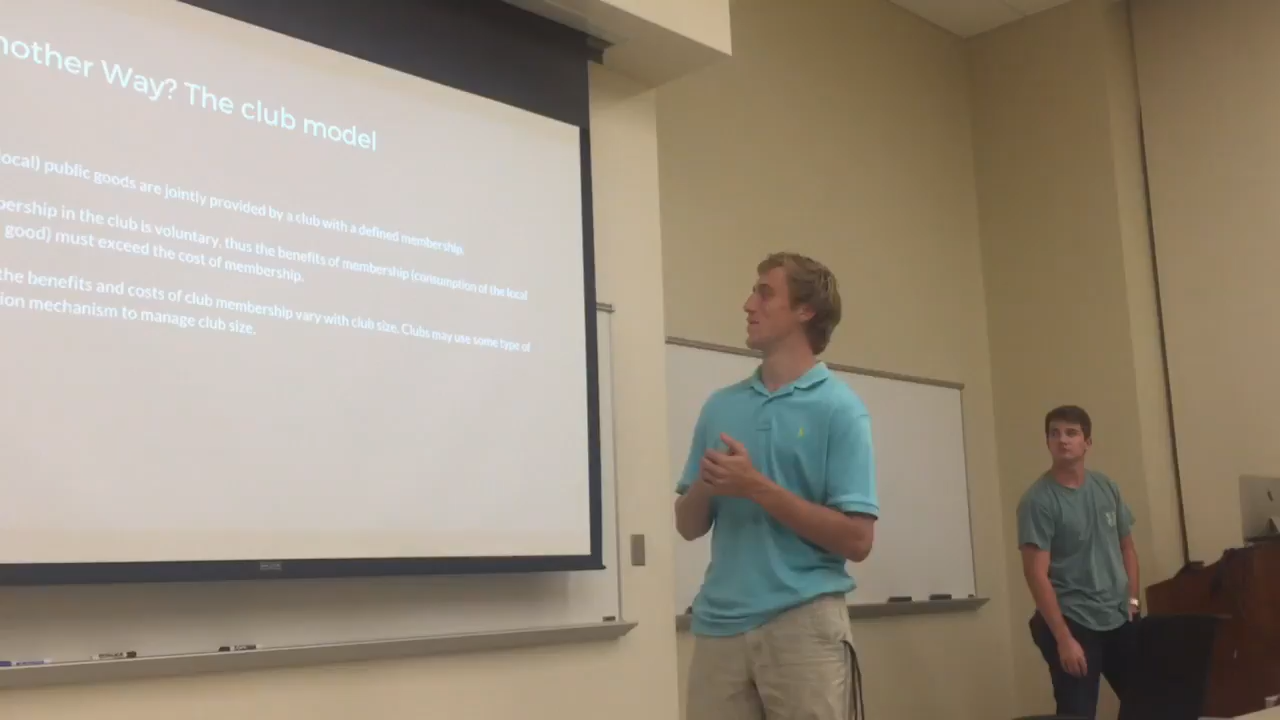 nother Way? The club model
local) public goods are jointly provided by a club with a defined membership.
bership in the club is voluntary, thus the benefits of membership (consumption of the local
good) must exceed the cost of membership.
the benefits and costs of club membership vary with club size. Clubs may use some type of
ion mechanism to manage club size.